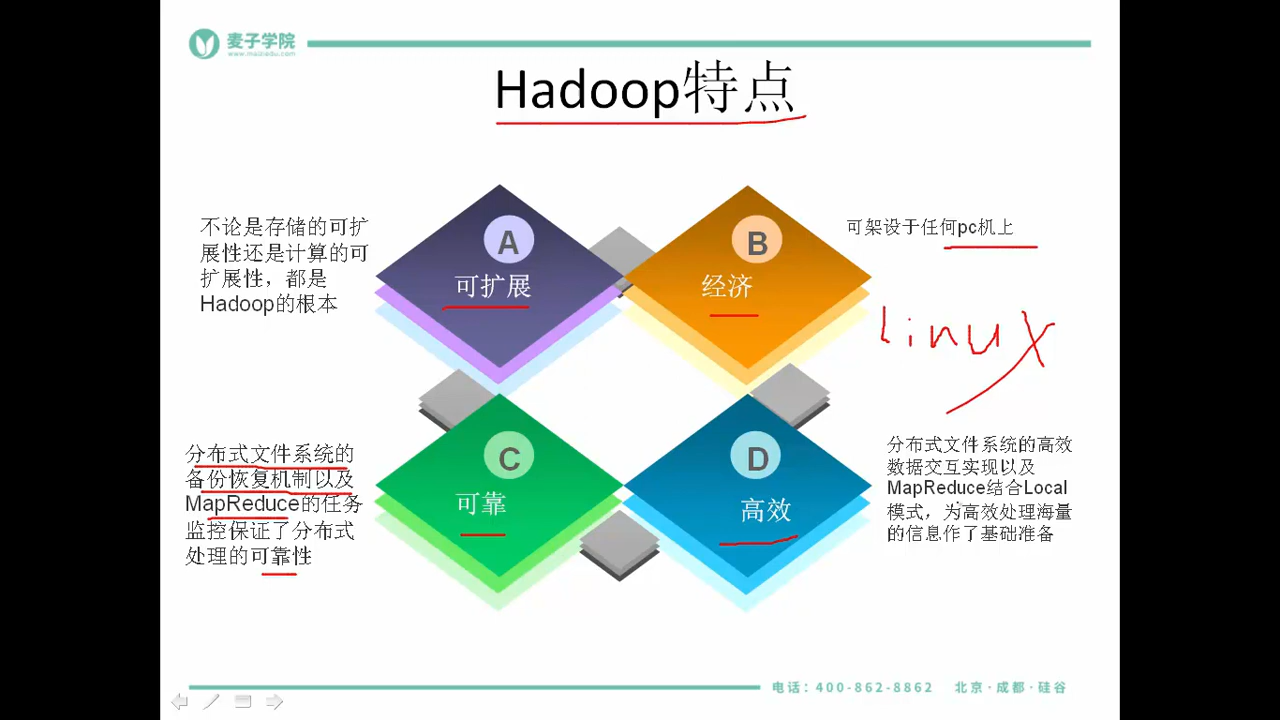 麦子学院
www.maiziedu.com
Hadoop特点
不论是存储的可扩
展性还是计算的可
扩展性，都是
Hadoop的根本
A
可扩展
B
经济
可架设于任何pc机上
Linux
分布式文件系统的
备份恢复机制以及
MapReduce的任务
监控保证了分布式
处理的可靠性
C
可靠
D
高效
分布式文件系统的高效
数据交互实现以及
MapReduce结合Local
模式，为高效处理海量
的信息作了基础准备
电话：400-862-8862 北京·成都·硅谷